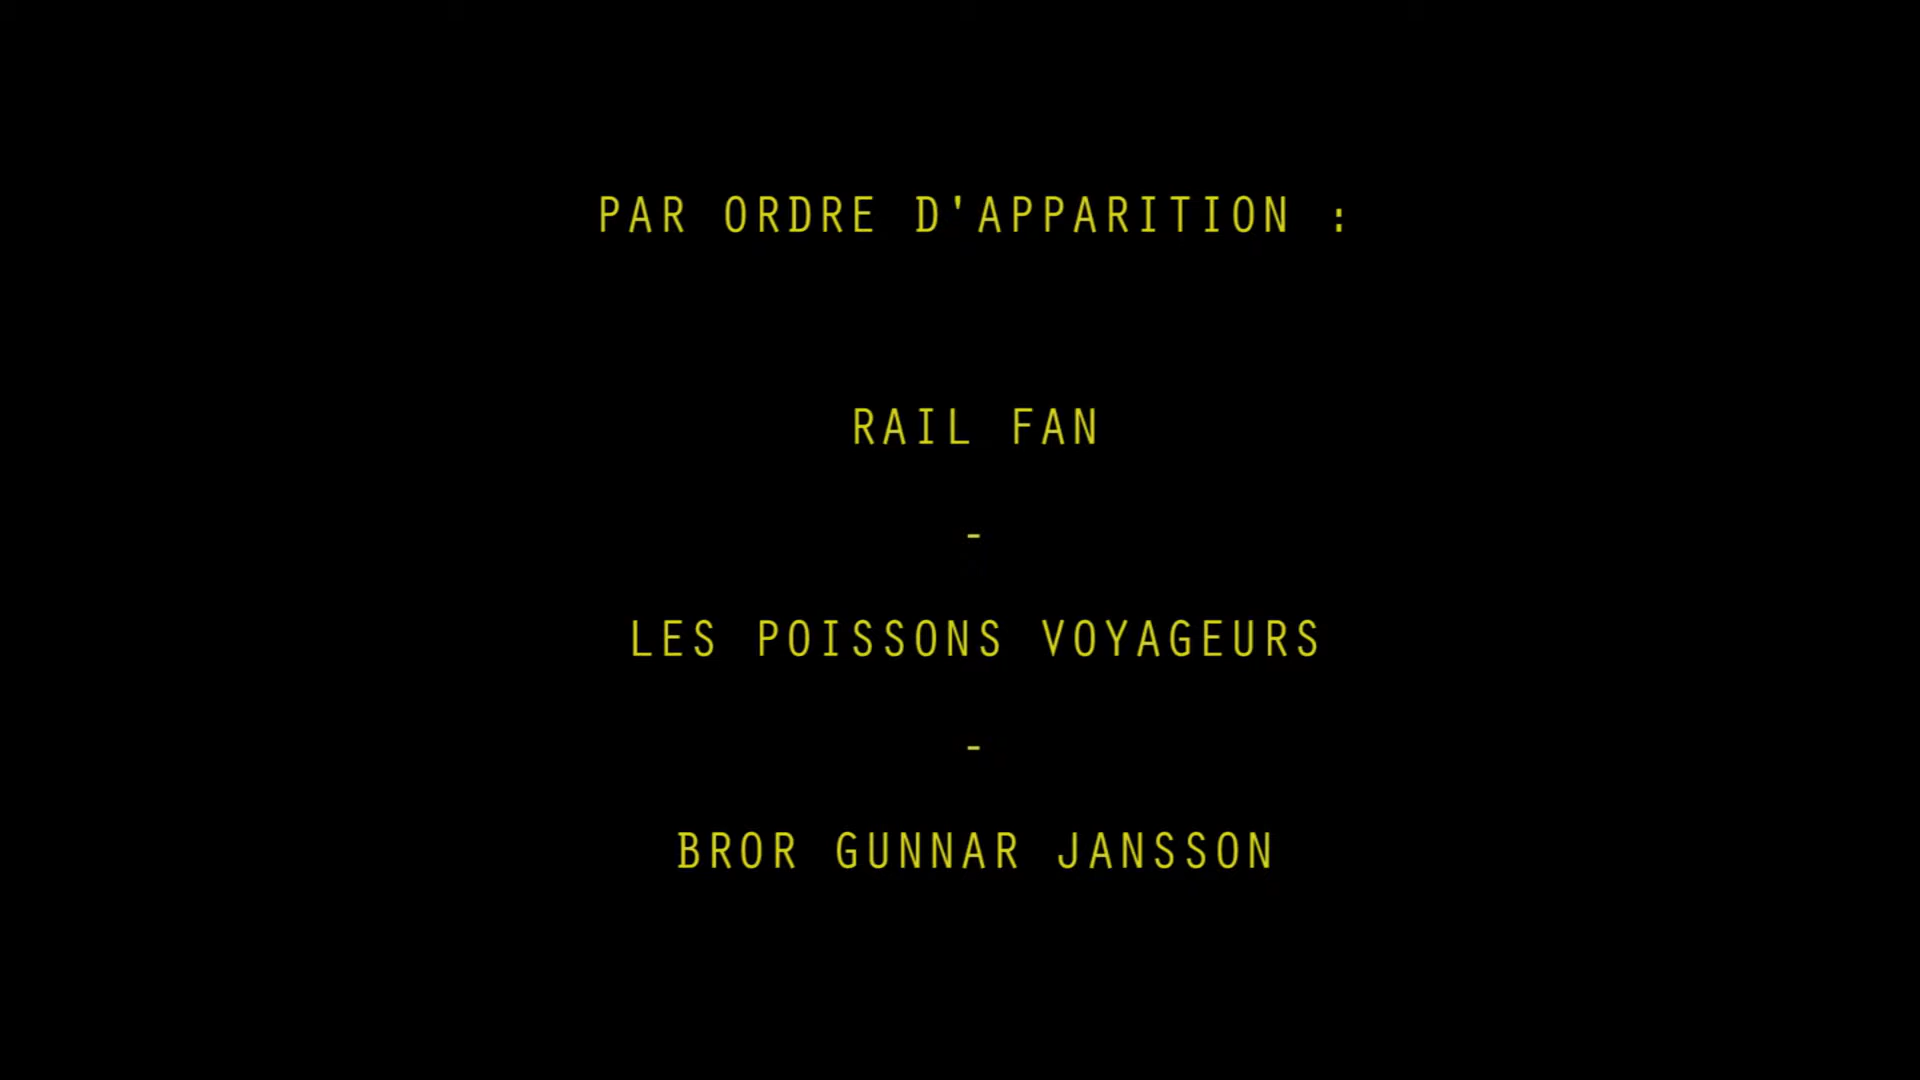 PAR ORDRE D'APPARITION :
RAIL FAN
-
LES POISSONS VOYAGEURS
-
BROR GUNNAR JANSSON